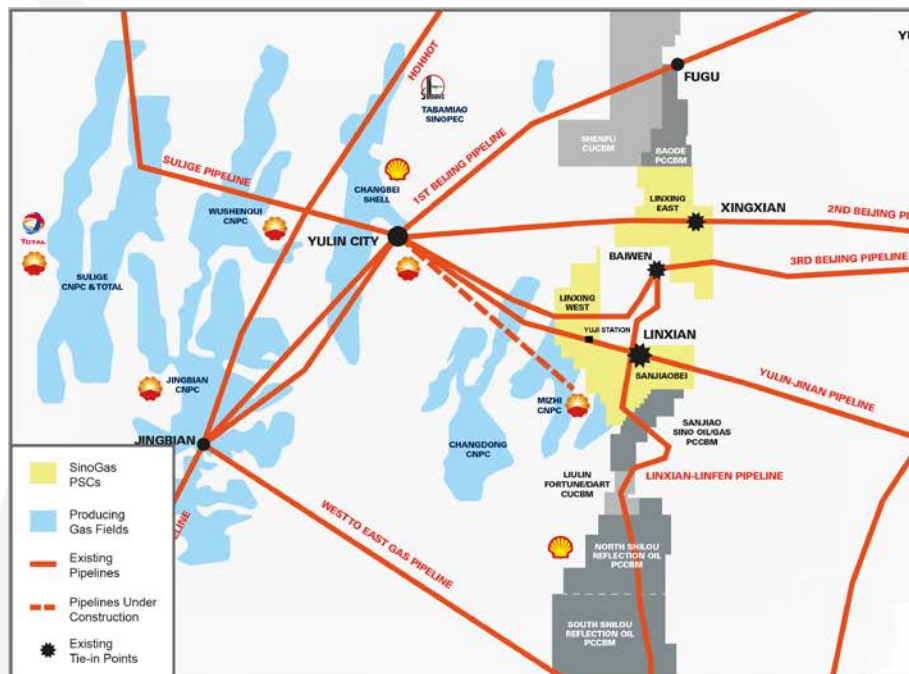 YU
HOHHOT
FUGU
SINOPEC
TABAMIAO
SINOPEC
SHENFU
CUCBM
BAODE
PCCBM
SULIGE PIPELINE
1ST BEIJING PIPELINE
CHANGBEI
SHELL
LINXING
EAST
XINGXIAN
2ND BEIJING PI
WUSHENQUI
CNPC
TOTAL
YULIN CITY
BAIWEN
3RD BEIJING PIPELINE
SULIGE
CNPC & TOTAL
LINXING
WEST
YUJI STATION
LINXIAN
SANJIAOBEI
YULIN-JINAN PIPELINE
JINGBIAN
CNPC
MIZHI
CNPC
JINGBIAN
CHANGDONG
CNPC
SANJIAO
SINO OIL/GAS
PCCBM
LIULIN
FORTUNE/DART
CUCBM
LINXIAN-LINFEN PIPELINE
WEST TO EAST GAS PIPELINE
PELINE
NORTH SHILOU
REFLECTION OIL
PCCBM
SOUTH SHILOU
REFLECTION OIL
PCCBM
SinoGas
PSCs
Producing
Gas Fields
Existing
Pipelines
Pipelines Under
Construction
Existing
Tie-in Points